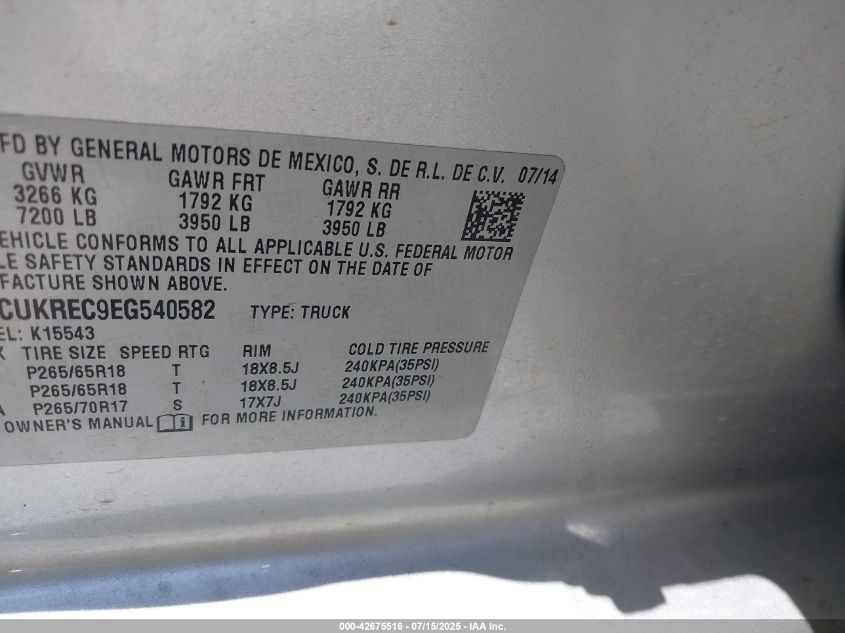 FD BY GENERAL MOTORS DE MEXICO, S. DE R.L. DE C.V. 07/14
GVWR GAWR FRT GAWR RR
3266 KG 1792 KG 1792 KG
7200 LB 3950 LB 3950 LB
EHICLE CONFORMS TO ALL APPLICABLE U.S. FEDERAL MOTOR
LE SAFETY STANDARDS IN EFFECT ON THE DATE OF
FACTURE SHOWN ABOVE.
CUKREC9EG540582 TYPE: TRUCK
EL: K15543
TIRE SIZE SPEED RTG RIM COLD TIRE PRESSURE
P265/65R18 T 18X8.5J 240KPA(35PSI)
P265/65R18 T 18X8.5J 240KPA(35PSI)
A P265/70R17 S 17X7J 240KPA(35PSI)
OWNER'S MANUAL FOR MORE INFORMATION.
000-42675516 - 07/15/2025 - IAA Inc.